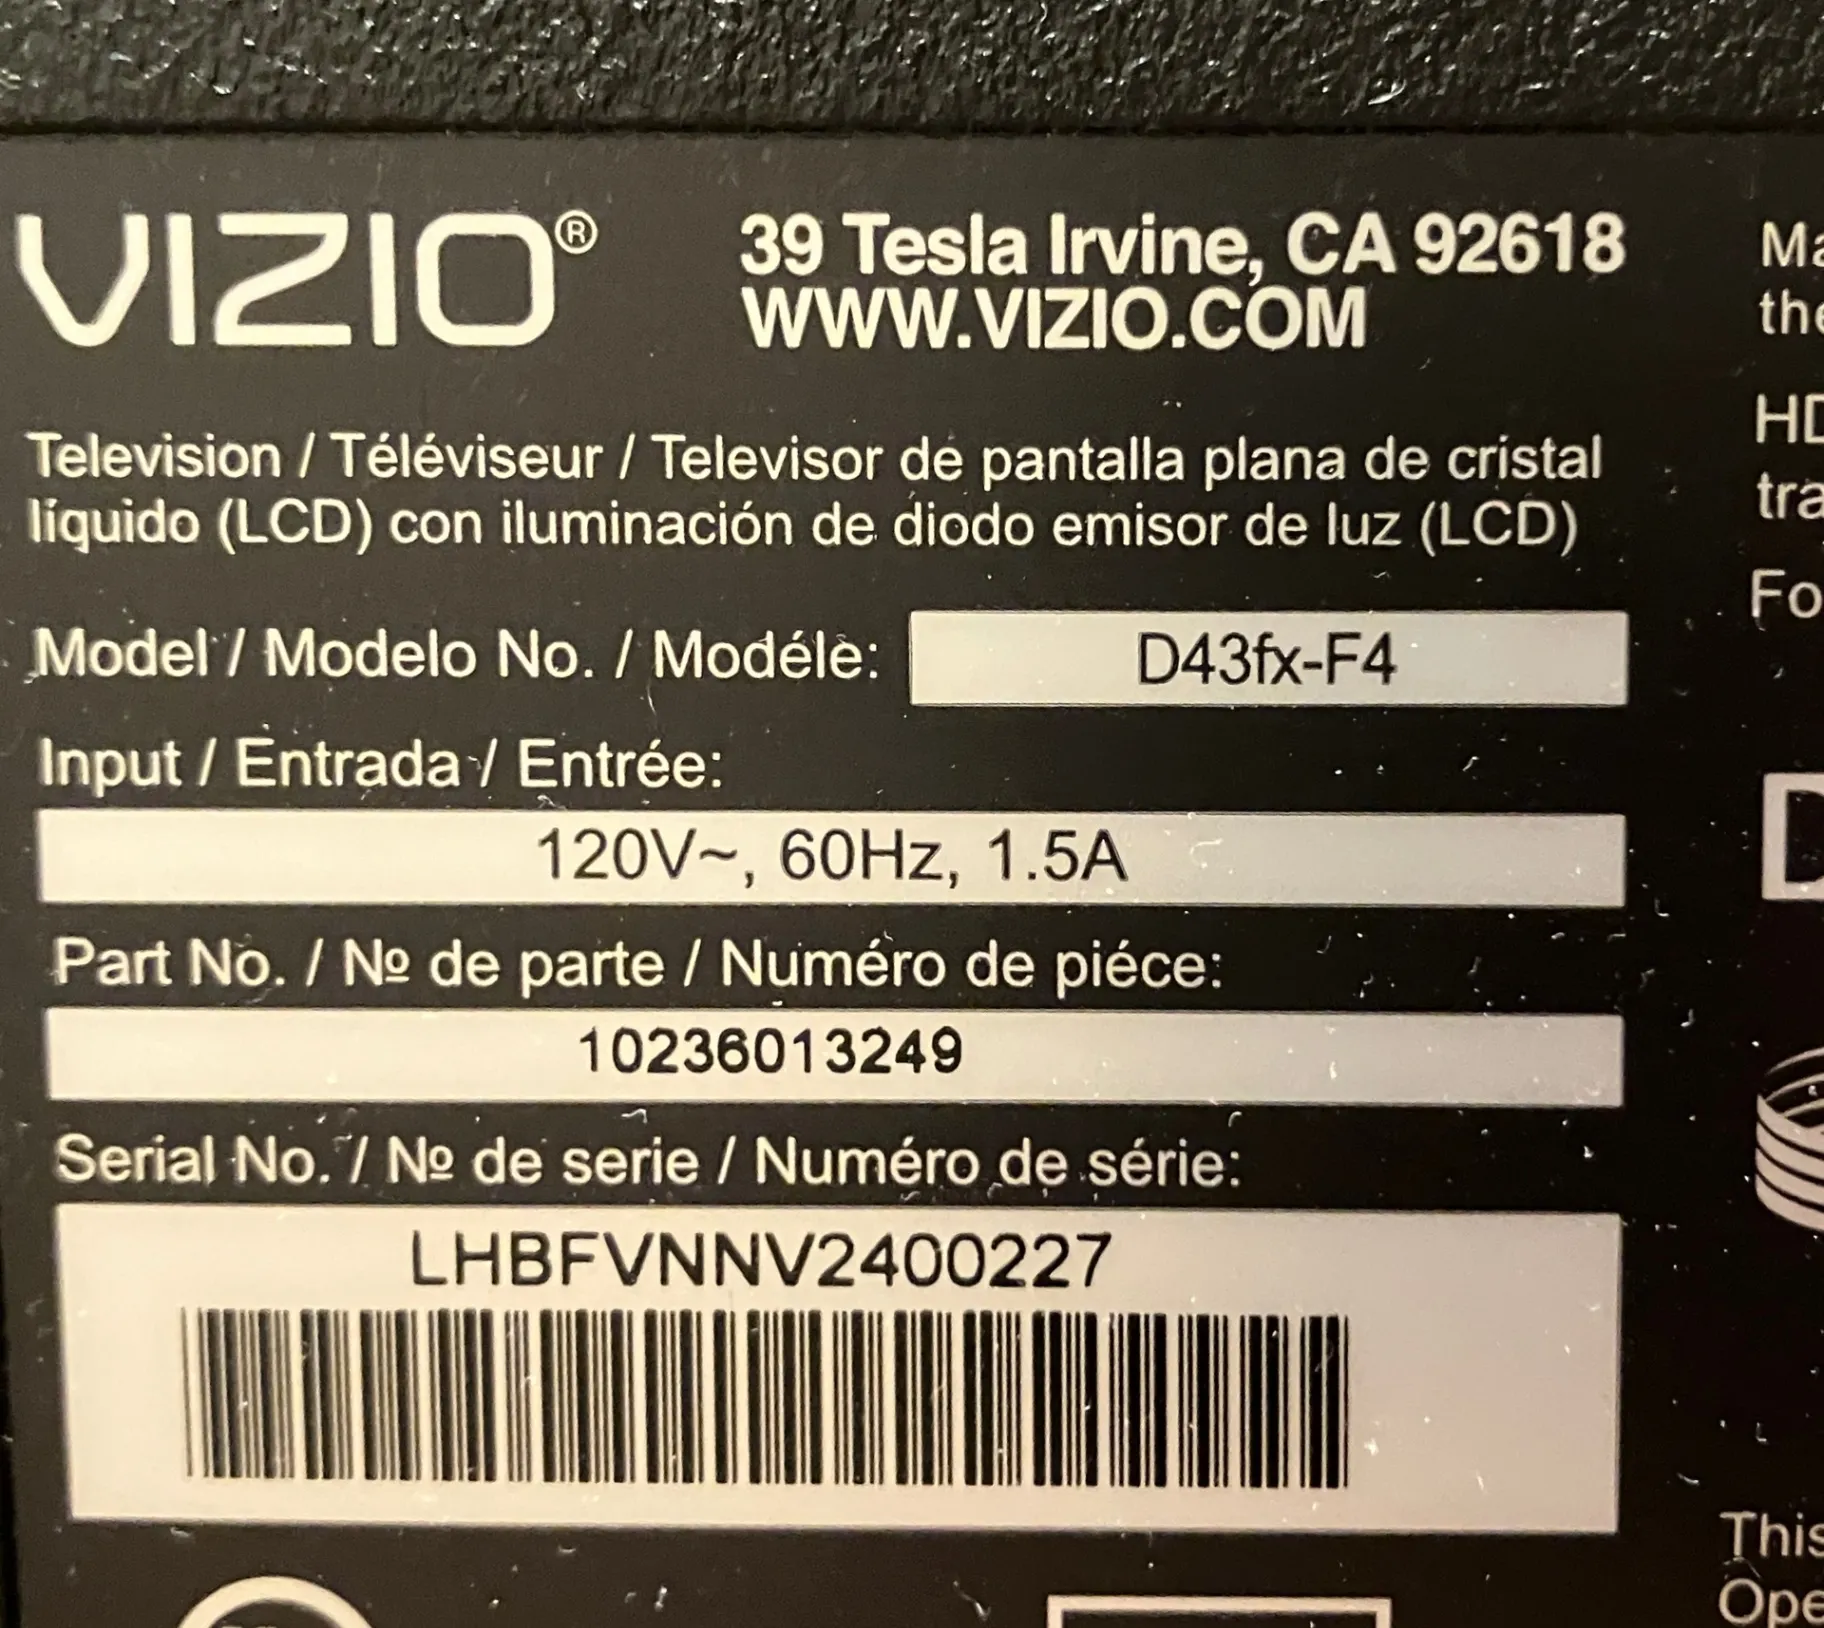 VIZIO®
39 Tesla Irvine, CA 92618
WWW.VIZIO.COM
Television / Téléviseur / Televisor de pantalla plana de cristal
líquido (LCD) con iluminación de diodo emisor de luz (LCD)
Model / Modelo No. / Modéle: D43fx-F4
Input / Entrada / Entrée:
120V~, 60Hz, 1.5A
Part No. / Nº de parte / Numéro de piéce:
10236013249
Serial No. / Nº de serie / Numéro de série:
LHBFVNNV2400227
This